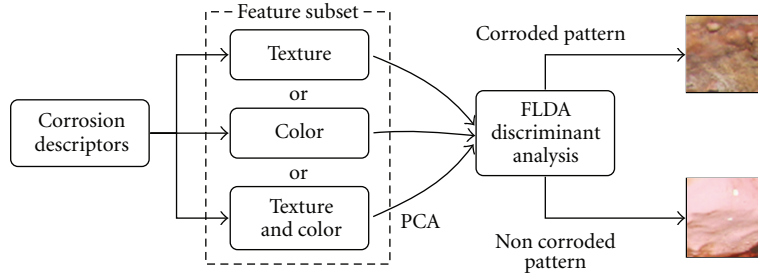 Feature subset
Texture
or
Color
or
Texture
and color
Corrosion
descriptors
PCA
FLDA
discriminant
analysis
Corroded pattern
Non corroded
pattern